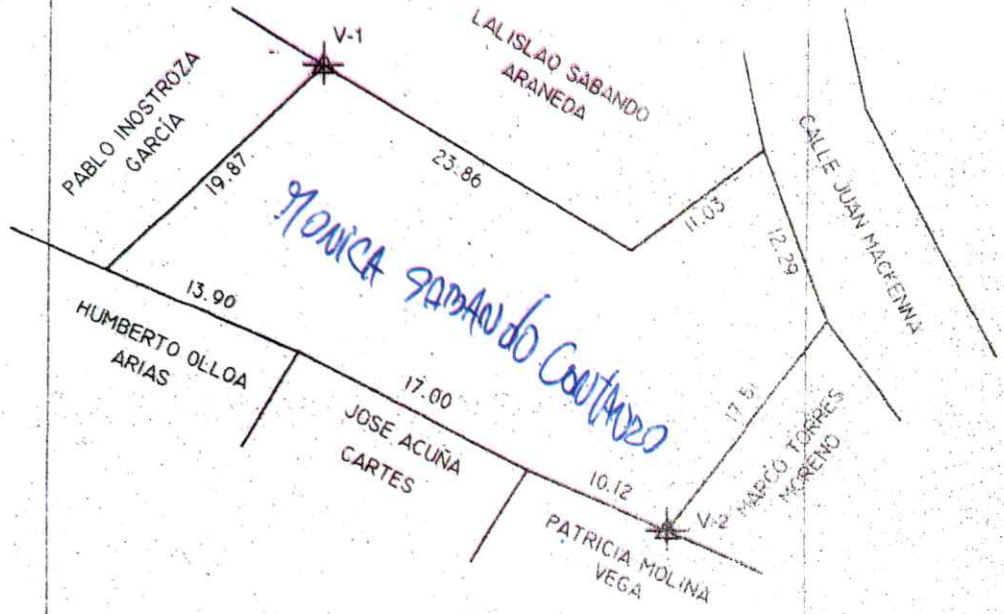 V-1
LALISLAO SABANDO
ARANEDA
PABLO INOSTROZA
GARCÍA
19.87
23.86
11.03
12.29
CALLE JUAN MACKENNA
MONICA SABANDO
13.90
HUMBERTO OLLOA
ARIAS
17.00
JOSE ACUÑA
CARTES
17.51
MARCO TORRES
MORENO
10.12
V-2
PATRICIA MOLINA
VEGA